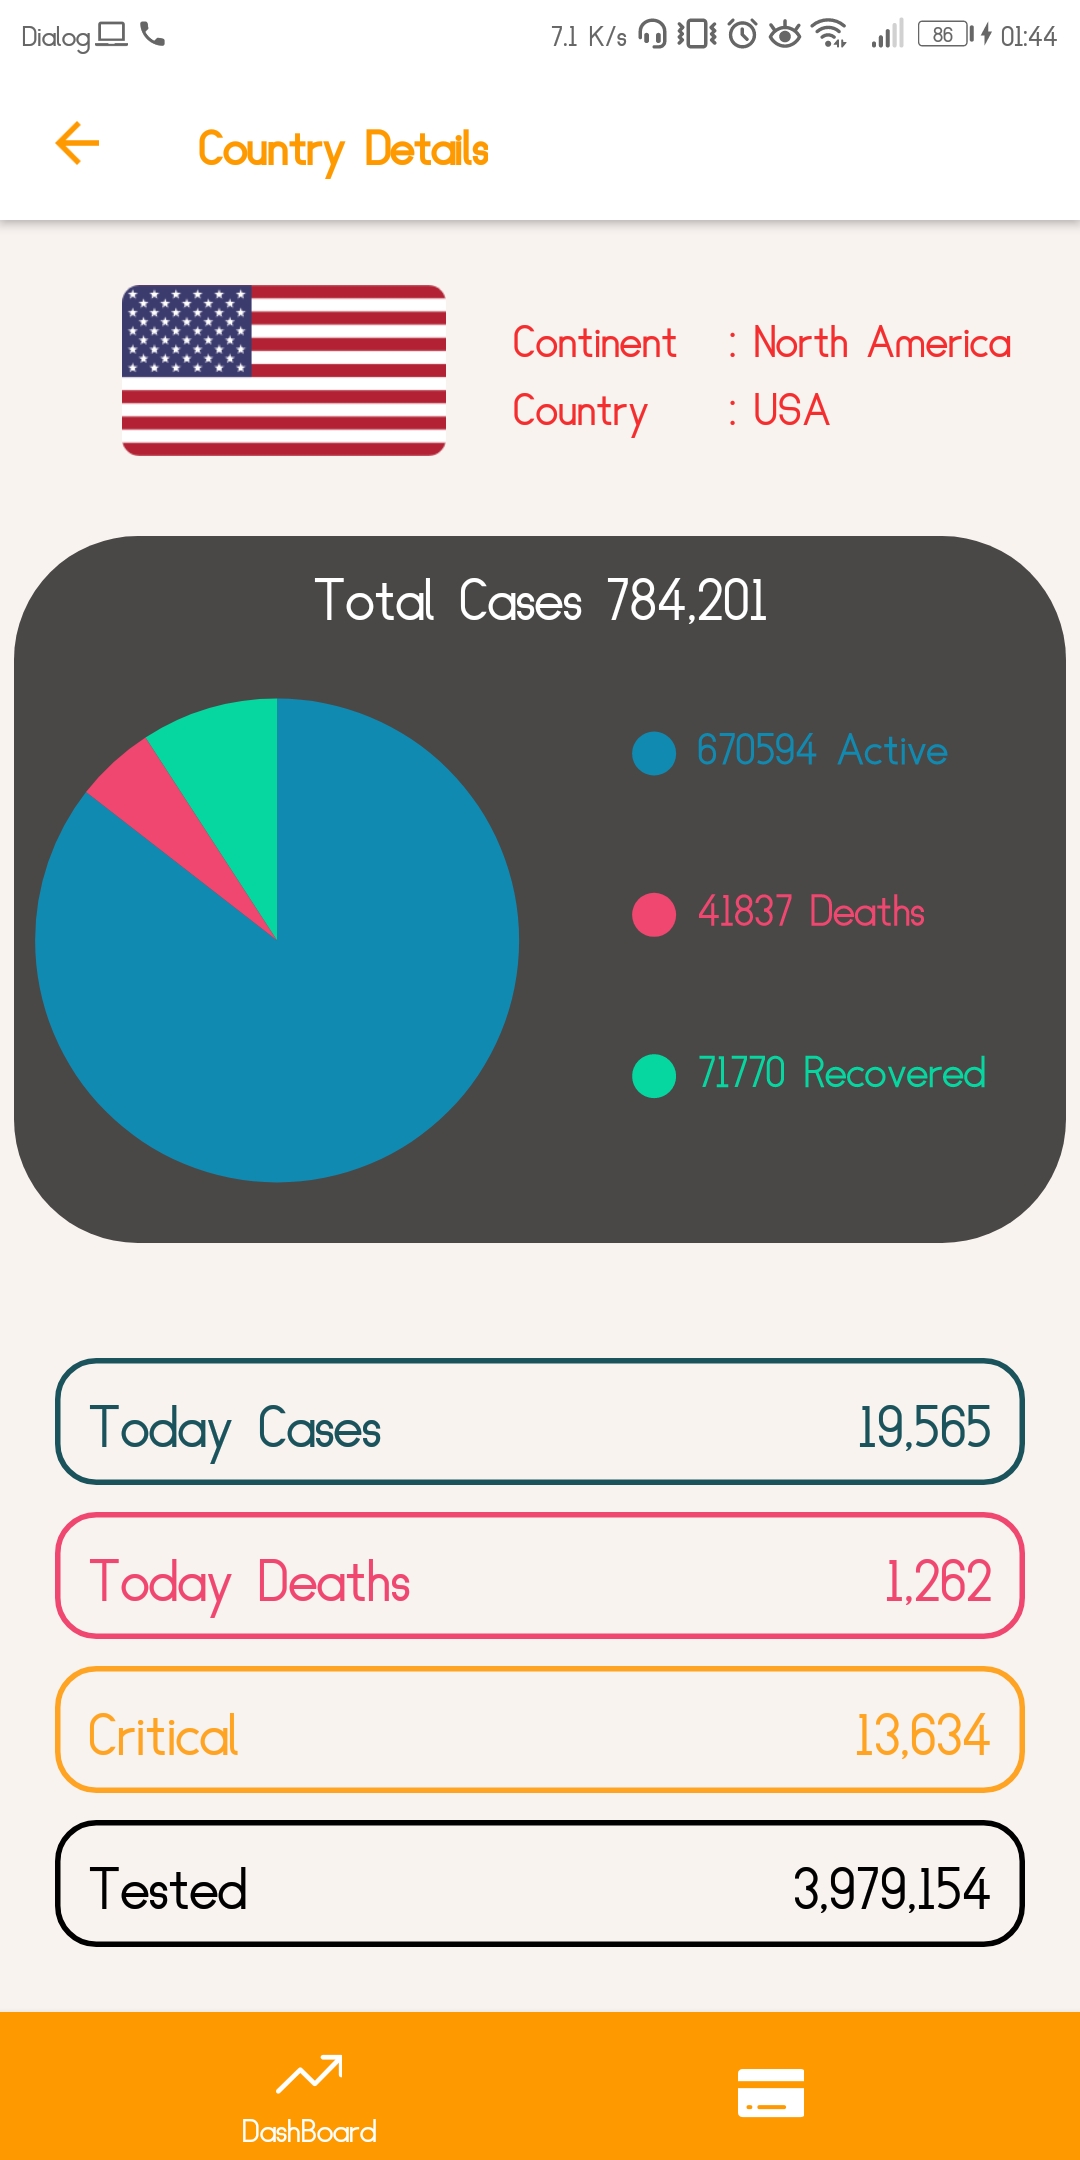 Dialog 7.1 K/s 86 01:44
Country Details
Continent : North America
Country : USA
Total Cases 784,201
670594 Active
41837 Deaths
71770 Recovered
Today Cases 19,565
Today Deaths 1,262
Critical 13,634
Tested 3,979,154
DashBoard